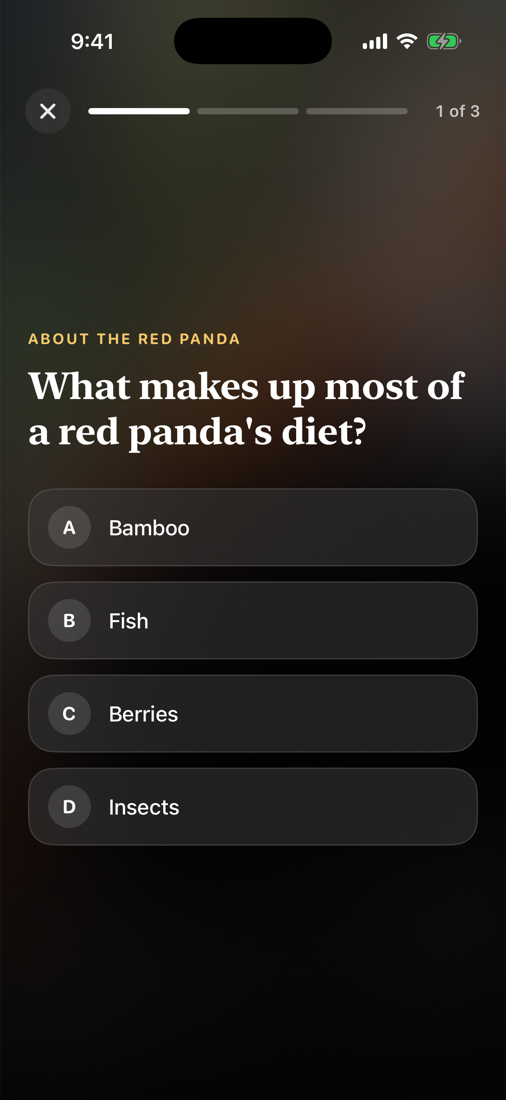 9:41
1 of 3
ABOUT THE RED PANDA
What makes up most of
a red panda's diet?
A Bamboo
B Fish
C Berries
D Insects